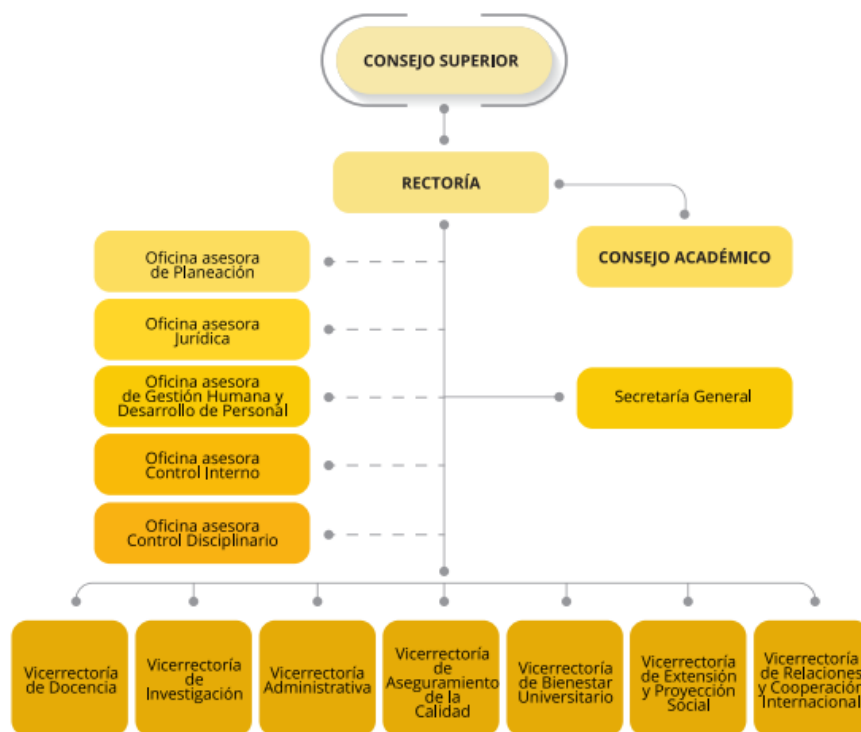 CONSEJO SUPERIOR
RECTORÍA
CONSEJO ACADÉMICO
Oficina asesora
de Planeación
Oficina asesora
Jurídica
Oficina asesora
de Gestión Humana y
Desarrollo de Personal
Secretaría General
Oficina asesora
Control Interno
Oficina asesora
Control Disciplinario
Vicerrectoría
de Docencia
Vicerrectoría
de
Investigación
Vicerrectoría
Administrativa
Vicerrectoría
de
Aseguramiento
de la
Calidad
Vicerrectoría
de Bienestar
Universitario
Vicerrectoría
de Extensión
y Proyección
Social
Vicerrectoría
de Relaciones
y Cooperación
Internacional